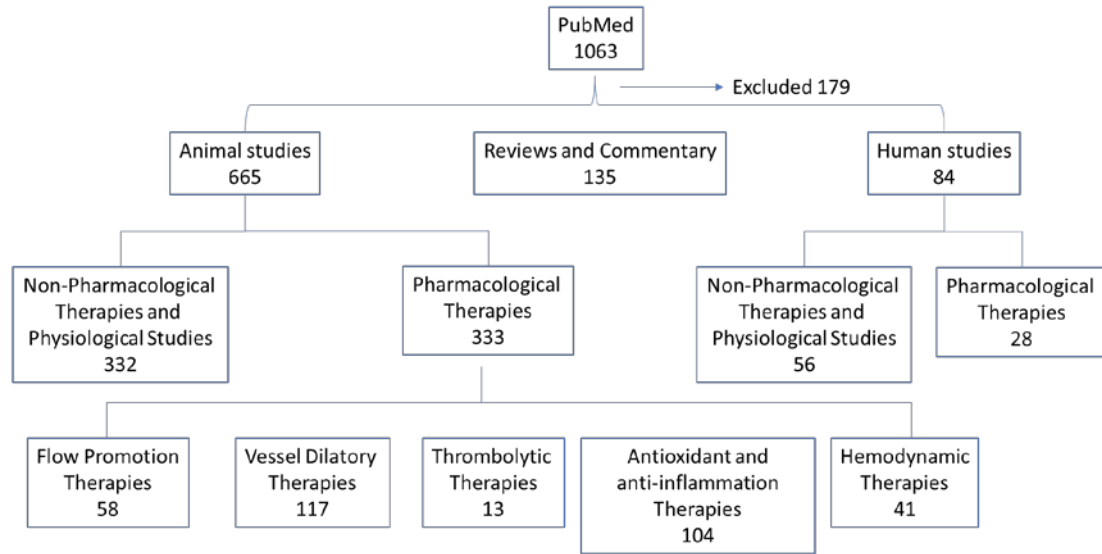 PubMed
1063
Excluded 179
Animal studies
665
Reviews and Commentary
135
Human studies
84
Non-Pharmacological
Therapies and
Physiological Studies
332
Pharmacological
Therapies
333
Non-Pharmacological
Therapies and
Physiological Studies
56
Pharmacological
Therapies
28
Flow Promotion
Therapies
58
Vessel Dilatory
Therapies
117
Thrombolytic
Therapies
13
Antioxidant and
anti-inflammation
Therapies
104
Hemodynamic
Therapies
41